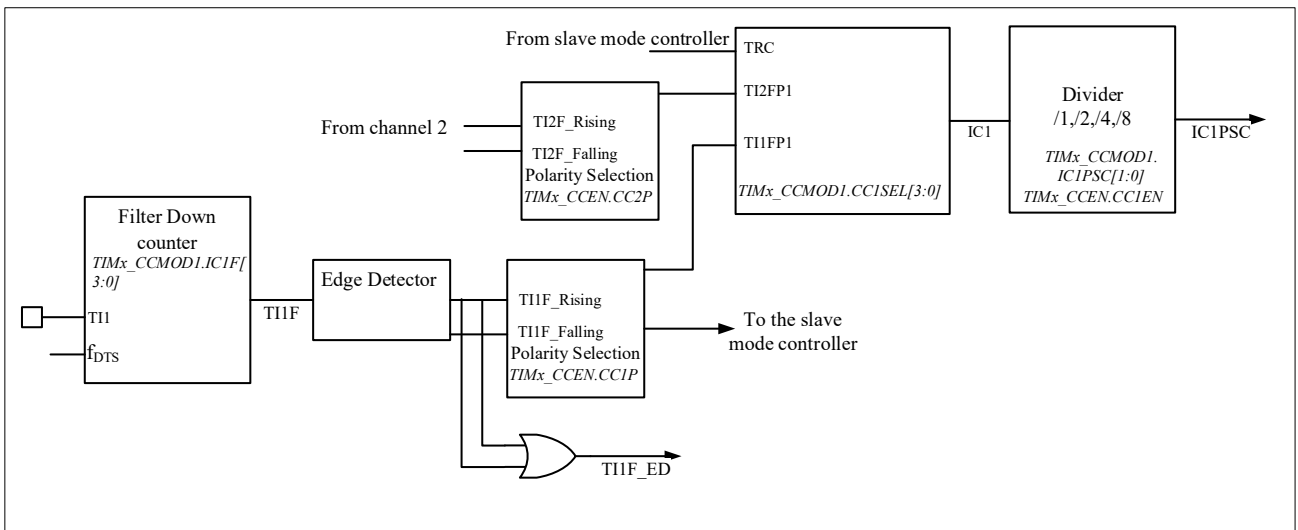 From slave mode controller
TRC
TI2FP1
TI1FP1
TIMx_CCMOD1.CC1SEL[3:0]
IC1
Divider
/1,/2,/4,/8
TIMx_CCMOD1.
IC1PSC[1:0]
TIMx_CCEN.CC1EN
IC1PSC
From channel 2
TI2F_Rising
TI2F_Falling
Polarity Selection
TIMx_CCEN.CC2P
Filter Down
counter
TIMx_CCMOD1.IC1F[
3:0]
TI1
fDTS
TI1F
Edge Detector
TI1F_Rising
TI1F_Falling
Polarity Selection
TIMx_CCEN.CC1P
To the slave
mode controller
TI1F_ED